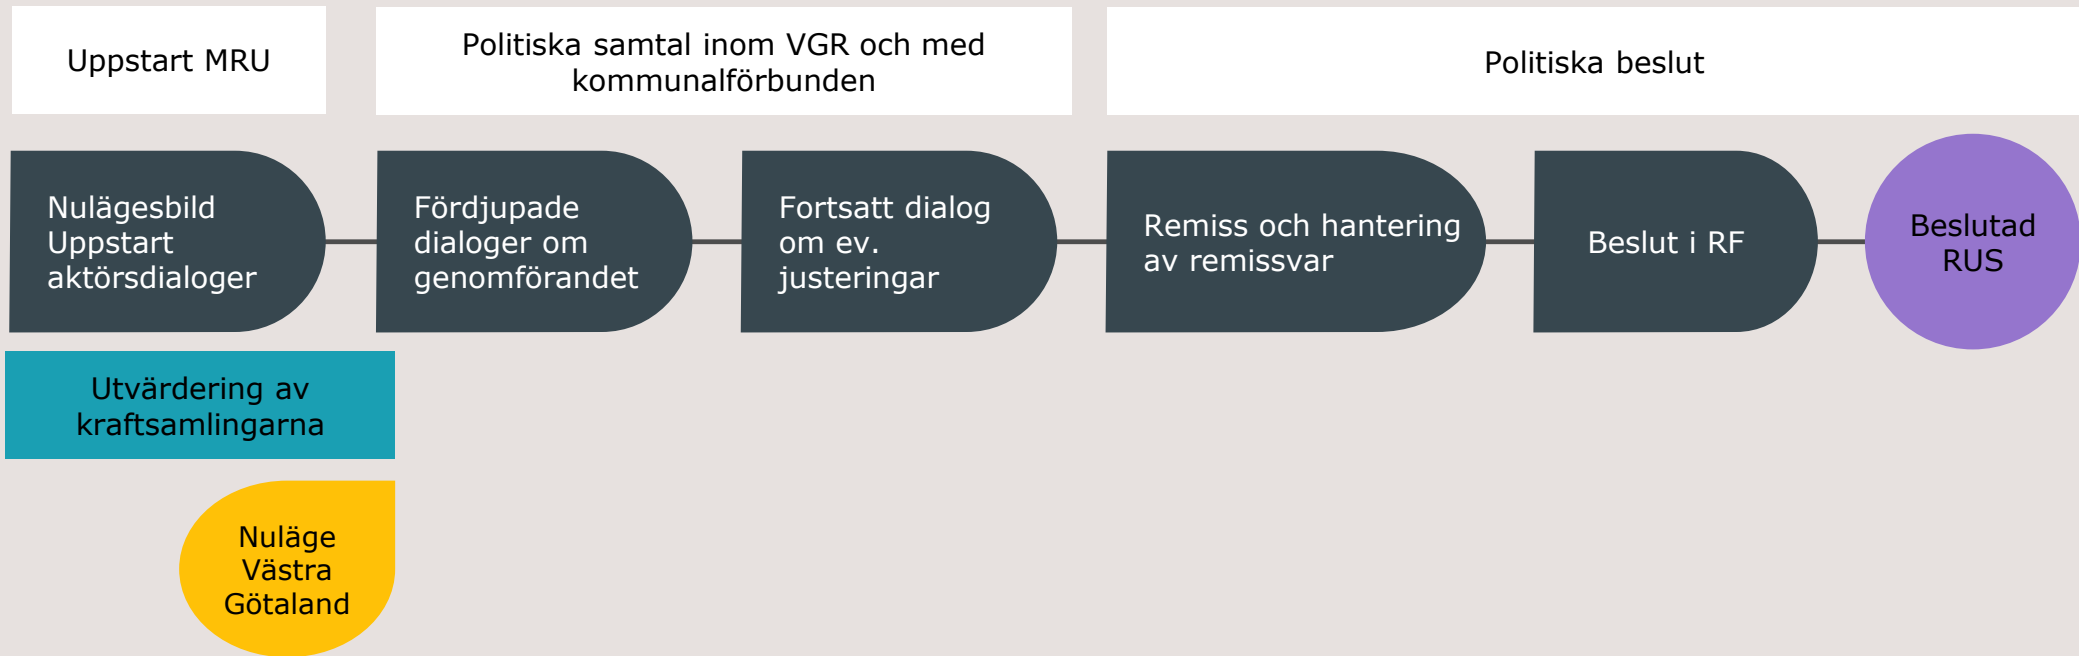 Uppstart MRU
Politiska samtal inom VGR och med
kommunalförbunden
Politiska beslut
Nulägesbild
Uppstart
aktörsdialoger
Fördjupade
dialoger om
genomförandet
Fortsatt dialog
om ev.
justeringar
Remiss och hantering
av remissvar
Beslut i RF
Beslutad
RUS
Utvärdering av
kraftsamlingarna
Nuläge
Västra
Götaland